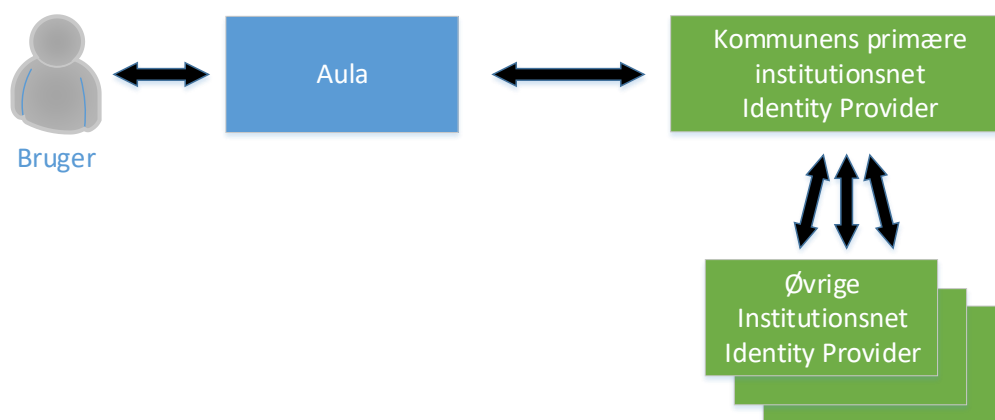 Bruger
Aula
Kommunens primære
institutionsnet
Identity Provider
Øvrige
Institutionsnet
Identity Provider